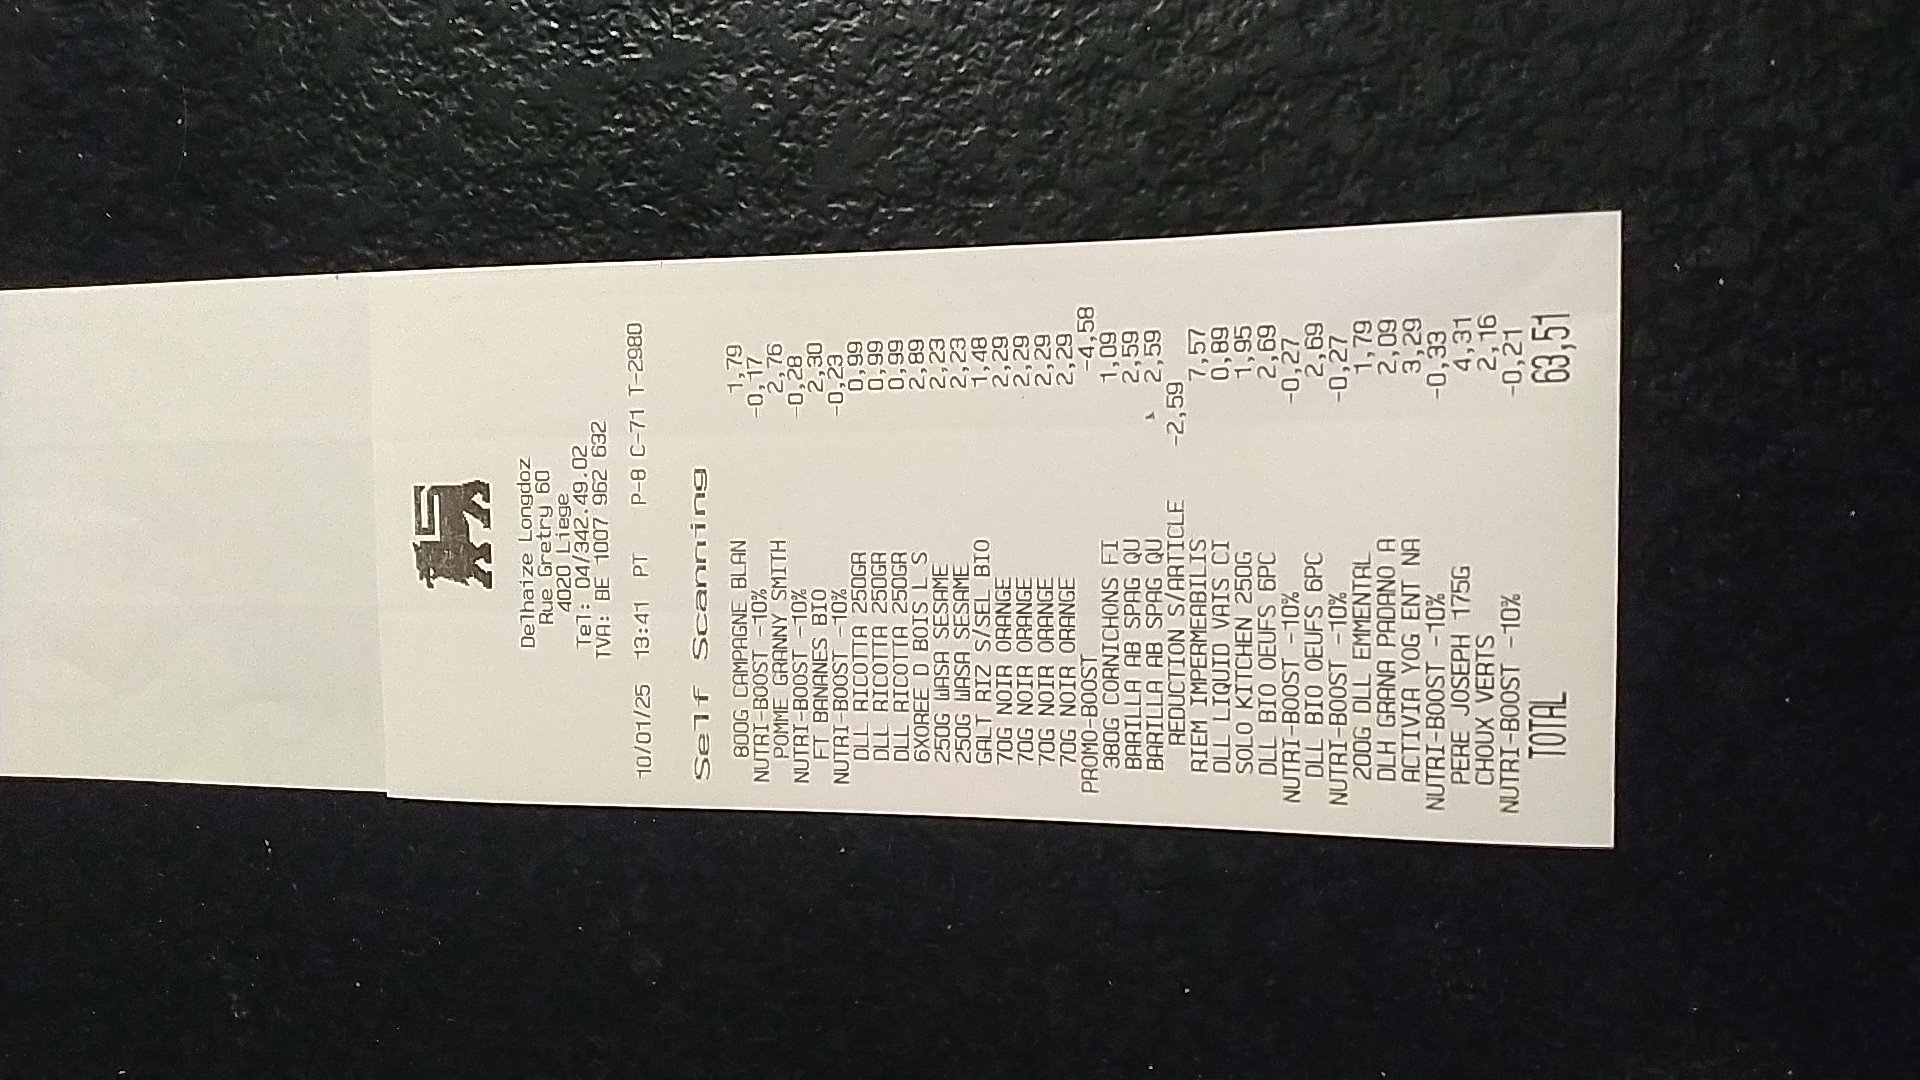 Delhaize Longdoz
Rue Gretry 60
4020 Liege
Tel: 04/342.49.02
TVA: BE 1007 962 632
10/01/25 13:41 PT P-8 C-71 T-2980
Self Scanning
800G CAMPAGNE BLAN 1,79
NUTRI-BOOST -10% -0,17
POMME GRANNY SMITH 2,76
NUTRI-BOOST -10% -0,28
FT BANANES BIO 2,30
NUTRI-BOOST -10% -0,23
DLL RICOTTA 250GR 0,99
DLL RICOTTA 250GR 0,99
DLL RICOTTA 250GR 0,99
6XOREE D BOIS L S 2,89
250G WASA SESAME 2,23
250G WASA SESAME 2,23
GALT RIZ S/SEL BIO 1,48
70G NOIR ORANGE 2,29
70G NOIR ORANGE 2,29
70G NOIR ORANGE 2,29
70G NOIR ORANGE 2,29
PROMO-BOOST -4,58
380G CORNICHONS FI 1,09
BARILLA AB SPAG QU 2,59
BARILLA AB SPAG QU 2,59
REDUCTION S/ARTICLE -2,59
RIEM IMPERMEABILIS 7,57
DLL LIQUID VAIS CI 0,89
SOLO KITCHEN 250G 1,95
DLL BIO OEUFS 6PC 2,69
NUTRI-BOOST -10% -0,27
DLL BIO OEUFS 6PC 2,69
NUTRI-BOOST -10% -0,27
200G DLL EMMENTAL 1,79
DLH GRANA PADANO A 2,09
ACTIVIA YOG ENT NA 3,29
NUTRI-BOOST -10% -0,33
PERE JOSEPH 175G 4,31
CHOUX VERTS 2,16
NUTRI-BOOST -10% -0,21
TOTAL 63,51